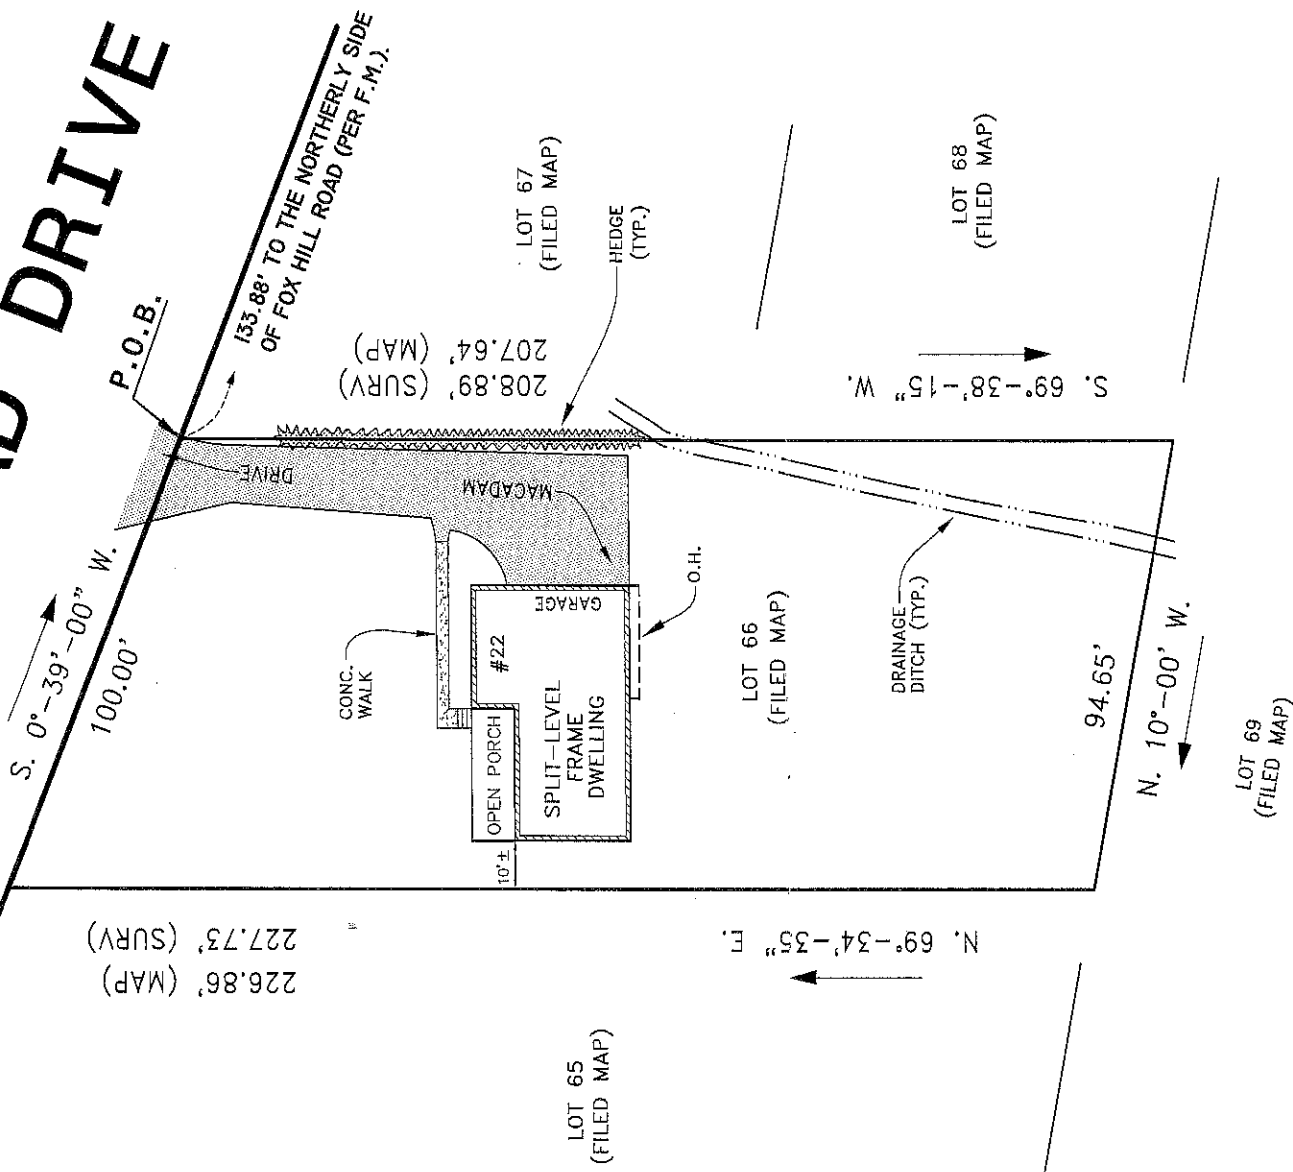 DRIVE
P.O.B.
133.88' TO THE NORTHERLY SIDE
OF FOX HILL ROAD (PER F.M.).
S. 0°-39'-00" W.
100.00'
DRIVE
MACADAM
LOT 67
(FILED MAP)
HEDGE
(TYP.)
207.64' (MAP)
208.89' (SURV)
LOT 68
(FILED MAP)
S. 69°-38'-15" W.
CONC.
WALK
#22
GARAGE
OPEN PORCH
SPLIT-LEVEL
FRAME
DWELLING
10'±
O.H.
LOT 66
(FILED MAP)
DRAINAGE
DITCH (TYP.)
94.65'
N. 10°-00' W.
LOT 69
(FILED MAP)
227.73' (SURV)
226.86' (MAP)
N. 69°-34'-35" E.
LOT 65
(FILED MAP)